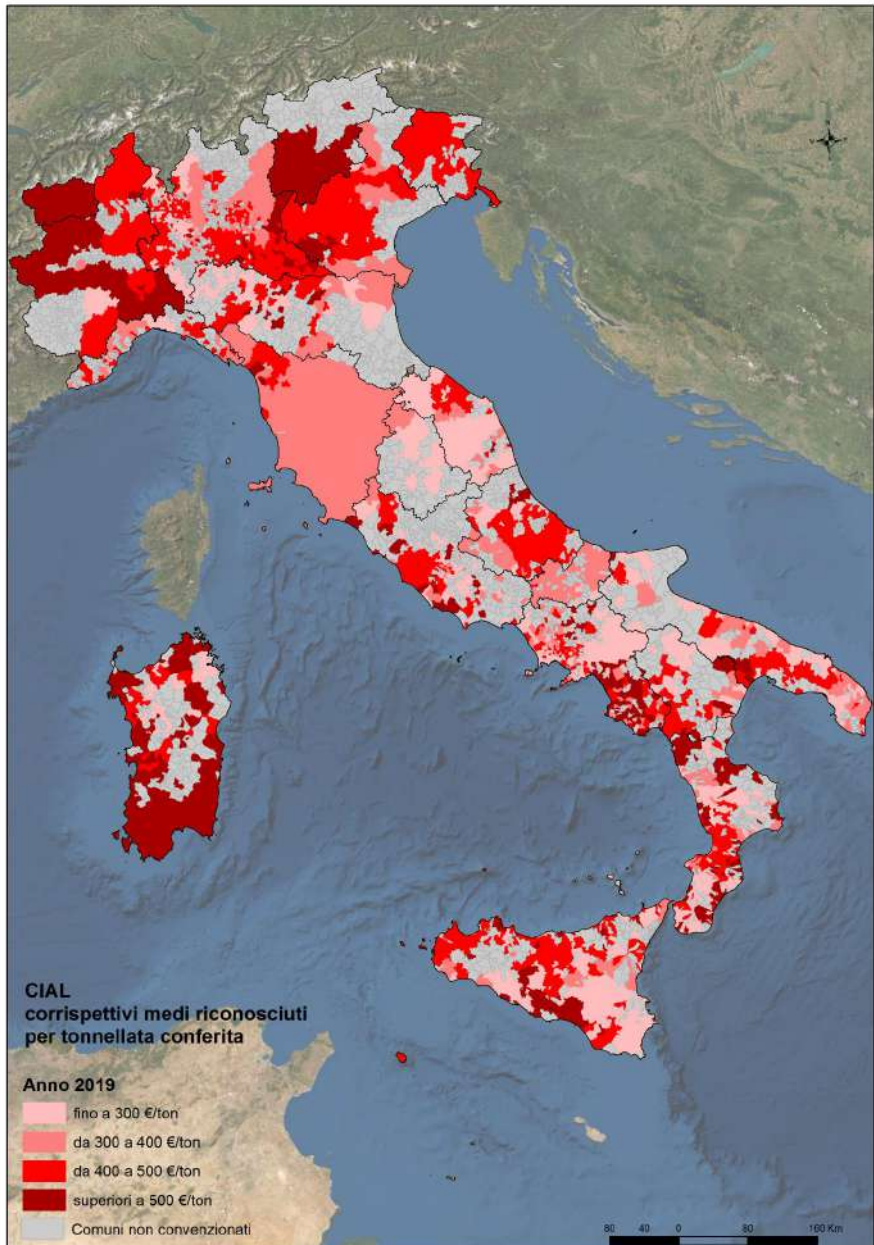 CIAL
corrispettivi medi riconosciuti
per tonnellata conferita
Anno 2019
fino a 300 €/ton
da 300 a 400 €/ton
da 400 a 500 €/ton
superiori a 500 €/ton
Comuni non convenzionati
80 40 0 80 160 Km